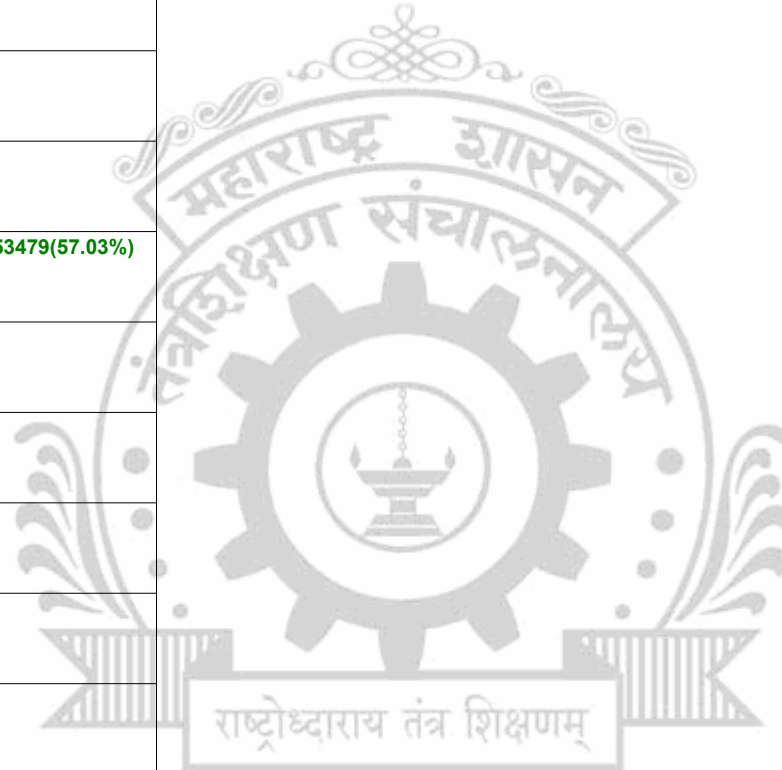 महाराष्ट्र शासन
तंत्रशिक्षण संचालनालय
53479(57.03%)
राष्ट्रोध्दाराय तंत्र शिक्षणम्